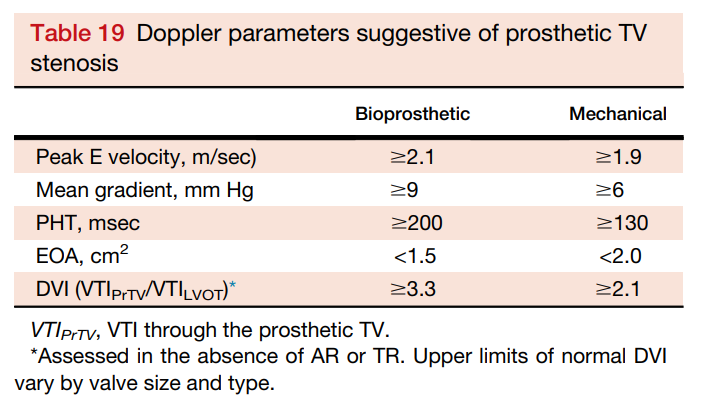 Table 19 Doppler parameters suggestive of prosthetic TV
stenosis
Bioprosthetic Mechanical
Peak E velocity, m/sec) ≥2.1 ≥1.9
Mean gradient, mm Hg ≥9 ≥6
PHT, msec ≥200 ≥130
EOA, cm² <1.5 <2.0
DVI (VTIPrTV/VTILVOT)* ≥3.3 ≥2.1
VTIPrTV, VTI through the prosthetic TV.
*Assessed in the absence of AR or TR. Upper limits of normal DVI
vary by valve size and type.